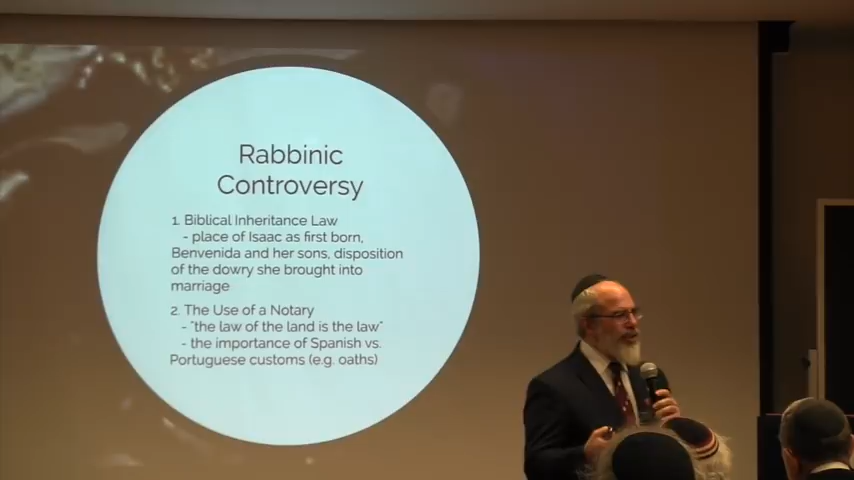 Rabbinic
Controversy
1. Biblical Inheritance Law
- place of Isaac as first born,
Benvenida and her sons, disposition
of the dowry she brought into
marriage
2. The Use of a Notary
- "the law of the land is the law"
- the importance of Spanish vs.
Portuguese customs (e.g. oaths)